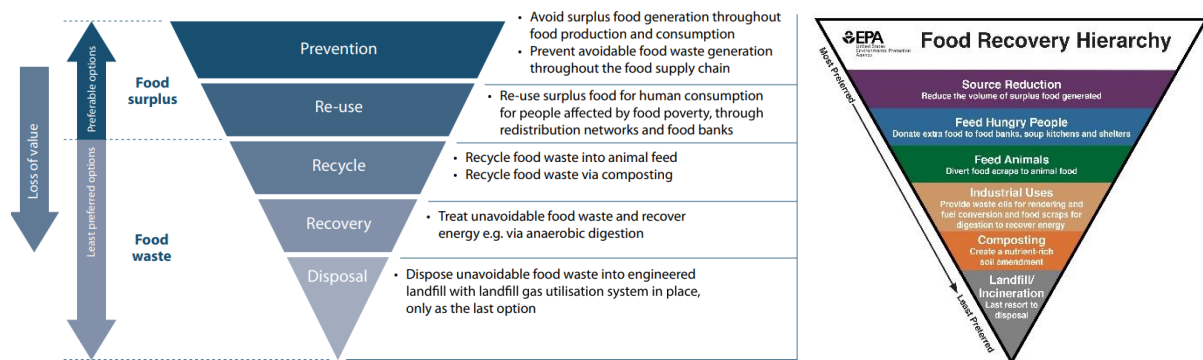 Loss of value
Preferable options
Least preferred options
Food
surplus
Food
waste
Prevention
Re-use
Recycle
Recovery
Disposal
• Avoid surplus food generation throughout
food production and consumption
• Prevent avoidable food waste generation
throughout the food supply chain
• Re-use surplus food for human consumption
for people affected by food poverty, through
redistribution networks and food banks
• Recycle food waste into animal feed
• Recycle food waste via composting
• Treat unavoidable food waste and recover
energy e.g. via anaerobic digestion
• Dispose unavoidable food waste into engineered
landfill with landfill gas utilisation system in place,
only as the last option
EPA
United States
Environmental Protection
Agency
Food Recovery Hierarchy
Most Preferred
Least Preferred
Source Reduction
Reduce the volume of surplus food generated
Feed Hungry People
Donate extra food to food banks, soup kitchens and shelters
Feed Animals
Divert food scraps to animal food
Industrial Uses
Provide waste oils for rendering and
fuel conversion and food scraps for
digestion to recover energy
Composting
Create a nutrient-rich
soil amendment
Landfill/
Incineration
Last resort to
disposal